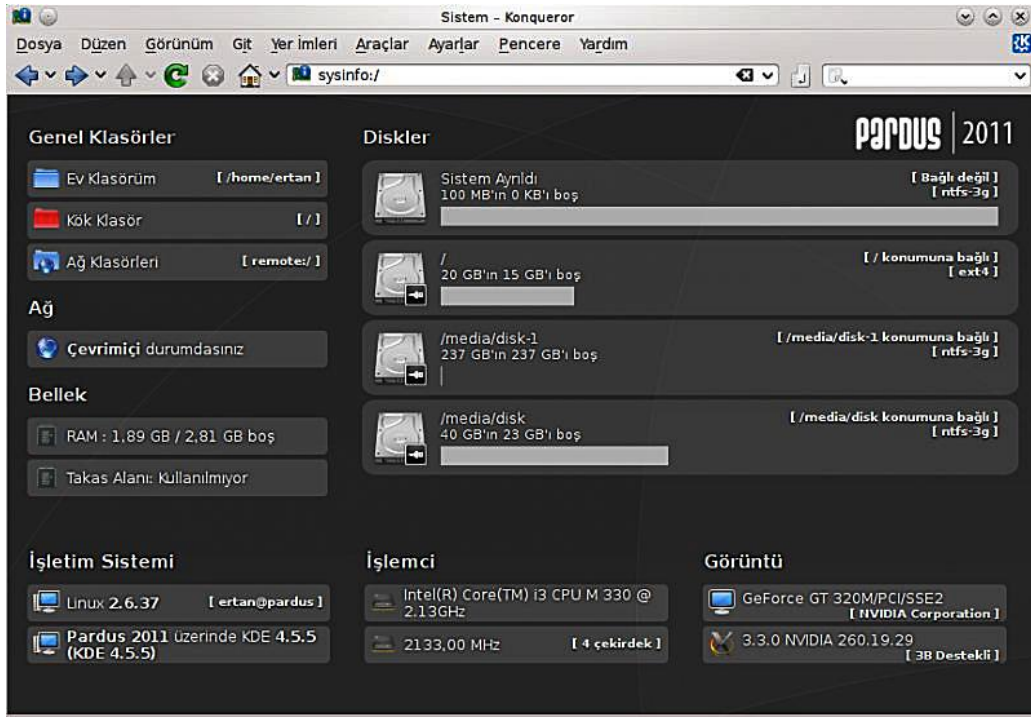 Sistem – Konqueror
Dosya Düzen Görünüm Git Yer İmleri Araçlar Ayarlar Pencere Yardım
sysinfo:/
PARDUS | 2011
Genel Klasörler
Ev Klasörüm [ /home/ertan ]
Kök Klasör [ / ]
Ağ Klasörleri [ remote:/ ]
Ağ
Çevrimiçi durumdasınız
Bellek
RAM : 1,89 GB / 2,81 GB boş
Takas Alanı: Kullanılmıyor
Diskler
Sistem Ayrıldı [ Bağlı değil ]
100 MB'ın 0 KB'ı boş [ ntfs-3g ]
/ [ / konumuna bağlı ]
20 GB'ın 15 GB'ı boş [ ext4 ]
/media/disk-1 [ /media/disk-1 konumuna bağlı ]
237 GB'ın 237 GB'ı boş [ ntfs-3g ]
/media/disk [ /media/disk konumuna bağlı ]
40 GB'ın 23 GB'ı boş [ ntfs-3g ]
İşletim Sistemi
Linux 2.6.37 [ ertan@pardus ]
Pardus 2011 üzerinde KDE 4.5.5
(KDE 4.5.5)
İşlemci
Intel(R) Core(TM) i3 CPU M 330 @
2.13GHz
2133,00 MHz [ 4 çekirdek ]
Görüntü
GeForce GT 320M/PCI/SSE2
[ NVIDIA Corporation ]
3.3.0 NVIDIA 260.19.29
[ 3B Destekli ]